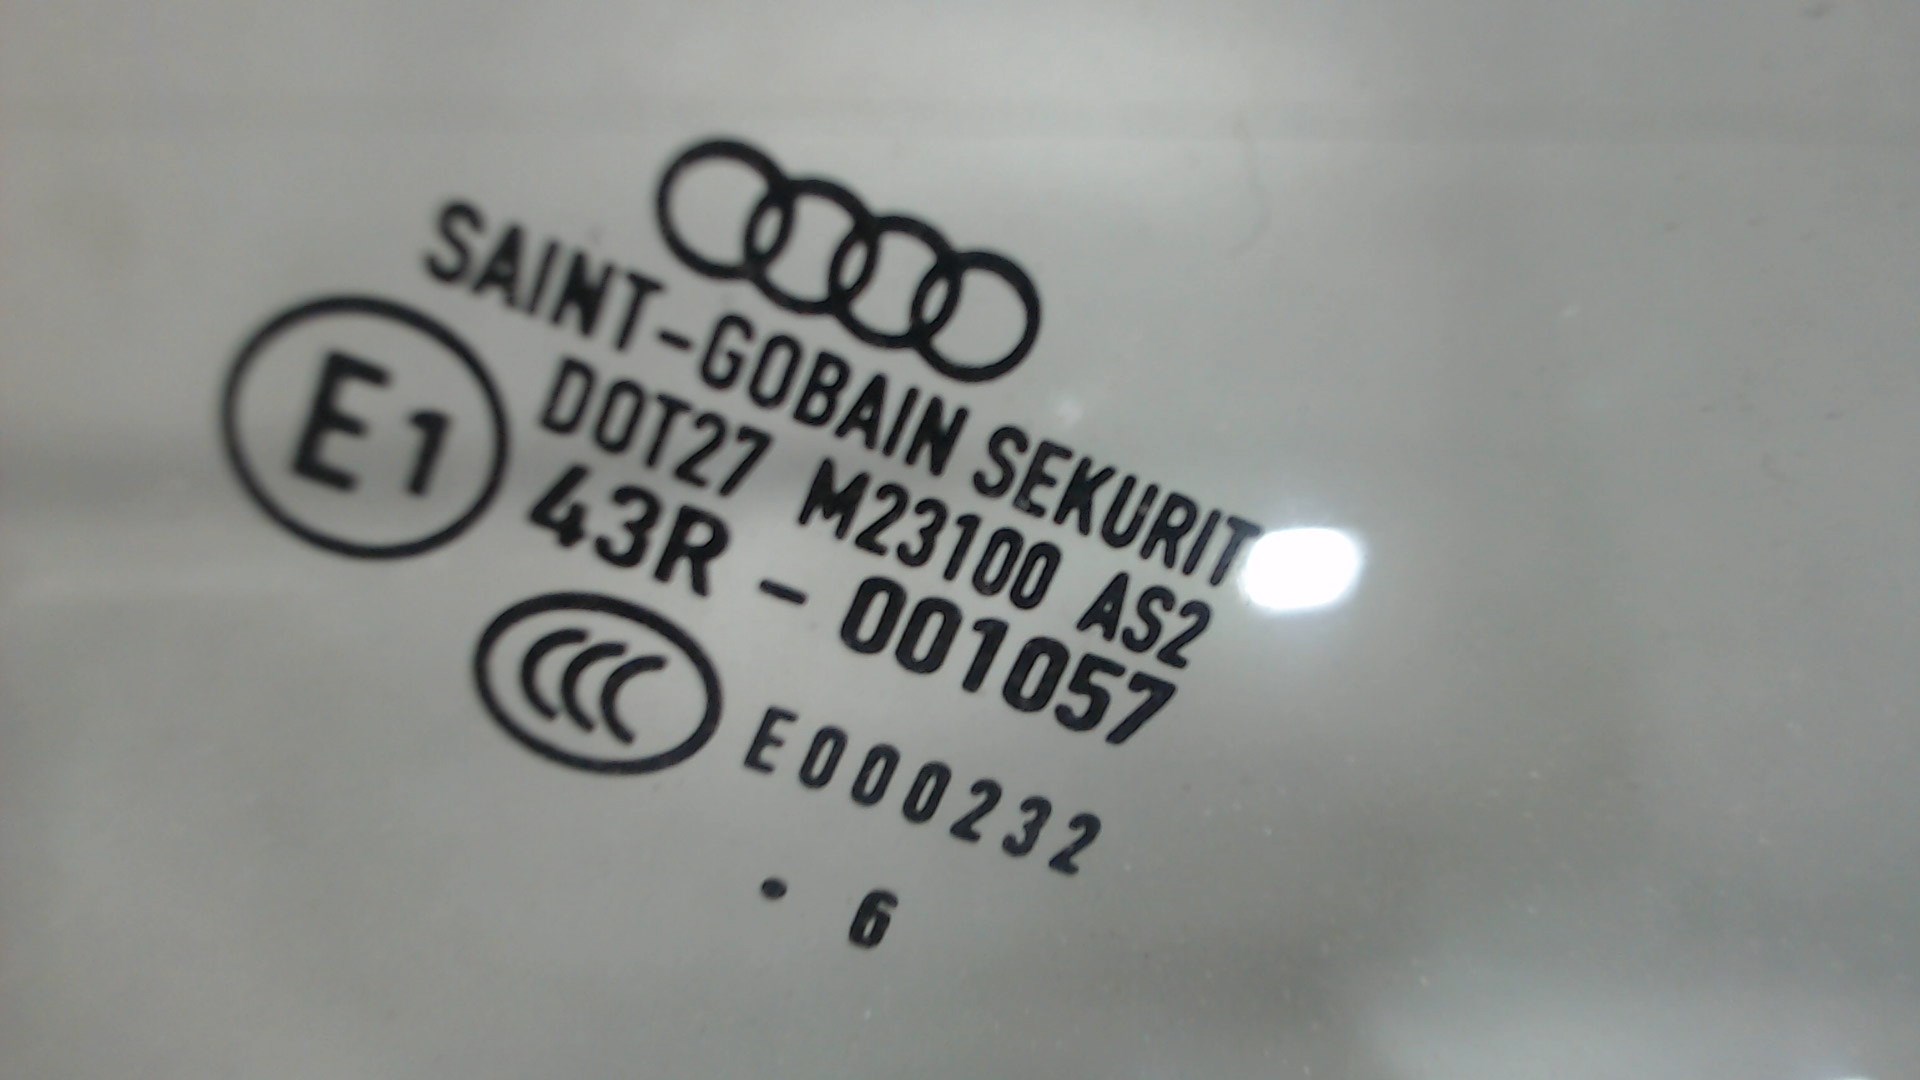 SAINT-GOBAIN SEKURIT
E1
DOT27 M23100 AS2
43R - 001057
CCC
E000232
· 6